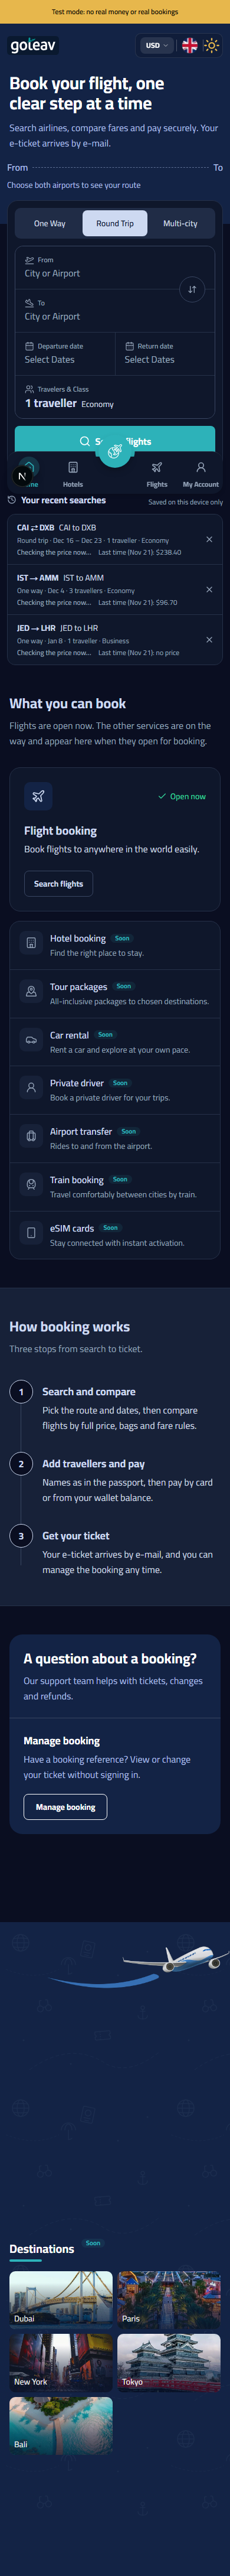 Test mode: no real money or real bookings
goleav
USD
Book your flight, one
clear step at a time
Search airlines, compare fares and pay securely. Your
e-ticket arrives by e-mail.
From
To
Choose both airports to see your route
One Way
Round Trip
Multi-city
From
City or Airport
To
City or Airport
Departure date
Select Dates
Return date
Select Dates
Travelers & Class
1 traveller Economy
flights
Hotels
Flights
My Account
N
Your recent searches
Saved on this device only
CAI ⇄ DXB CAI to DXB
Round trip · Dec 16 – Dec 23 · 1 traveller · Economy
Checking the price now... Last time (Nov 21): $238.40
IST → AMM IST to AMM
One way · Dec 4 · 3 travellers · Economy
Checking the price now... Last time (Nov 21): $96.70
JED → LHR JED to LHR
One way · Jan 8 · 1 traveller · Business
Checking the price now... Last time (Nov 21): no price
What you can book
Flights are open now. The other services are on the
way and appear here when they open for booking.
Open now
Flight booking
Book flights to anywhere in the world easily.
Search flights
Hotel booking Soon
Find the right place to stay.
Tour packages Soon
All-inclusive packages to chosen destinations.
Car rental Soon
Rent a car and explore at your own pace.
Private driver Soon
Book a private driver for your trips.
Airport transfer Soon
Rides to and from the airport.
Train booking Soon
Travel comfortably between cities by train.
eSIM cards Soon
Stay connected with instant activation.
How booking works
Three stops from search to ticket.
1
Search and compare
Pick the route and dates, then compare
flights by full price, bags and fare rules.
2
Add travellers and pay
Names as in the passport, then pay by card
or from your wallet balance.
3
Get your ticket
Your e-ticket arrives by e-mail, and you can
manage the booking any time.
A question about a booking?
Our support team helps with tickets, changes
and refunds.
Manage booking
Have a booking reference? View or change
your ticket without signing in.
Manage booking
Destinations Soon
Dubai
Paris
New York
Tokyo
Bali